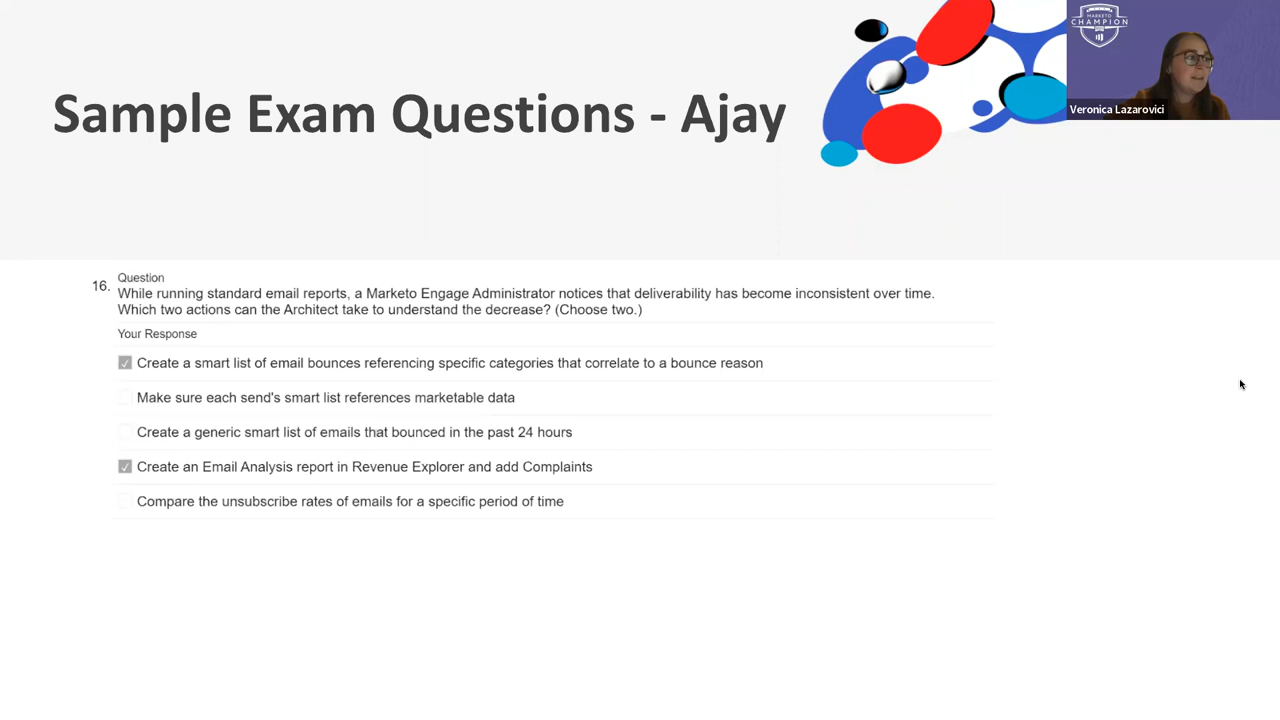 Sample Exam Questions - Ajay
MARKETO
CHAMPION
Veronica Lazarovici
16.
Question
While running standard email reports, a Marketo Engage Administrator notices that deliverability has become inconsistent over time.
Which two actions can the Architect take to understand the decrease? (Choose two.)
Your Response
Create a smart list of email bounces referencing specific categories that correlate to a bounce reason
Make sure each send's smart list references marketable data
Create a generic smart list of emails that bounced in the past 24 hours
Create an Email Analysis report in Revenue Explorer and add Complaints
Compare the unsubscribe rates of emails for a specific period of time